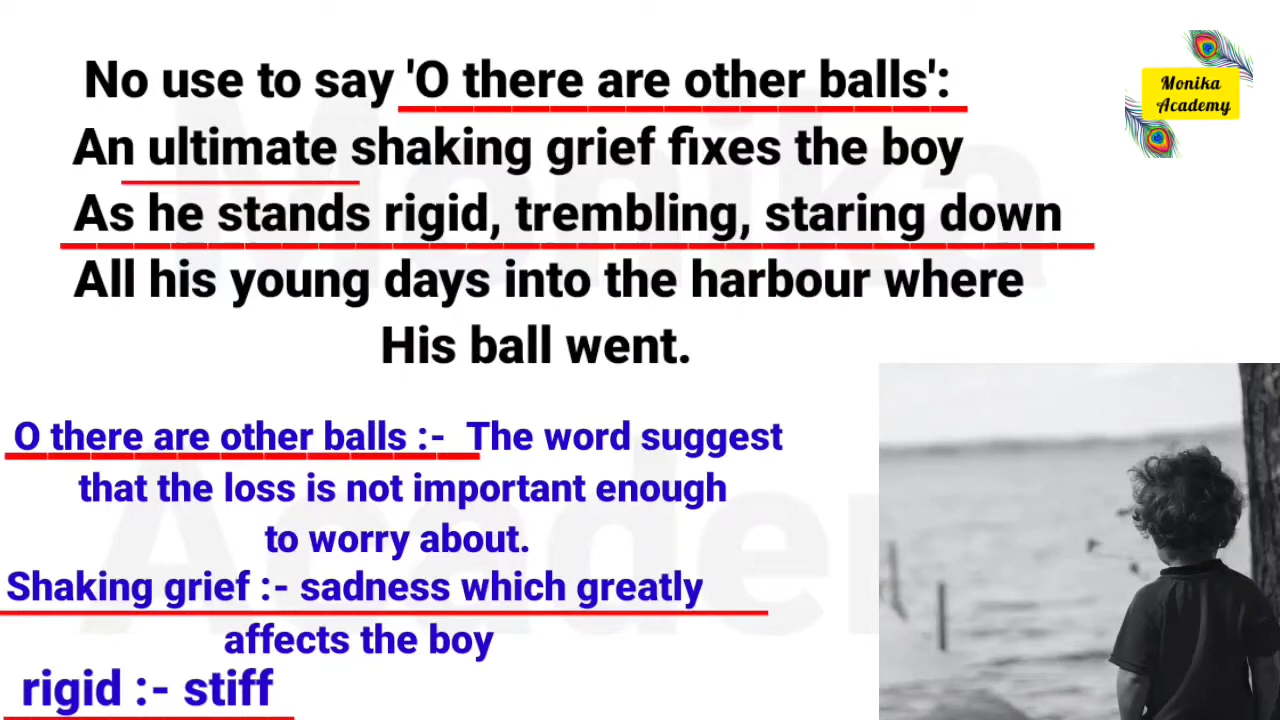 No use to say 'O there are other balls':
An ultimate shaking grief fixes the boy
As he stands rigid, trembling, staring down
All his young days into the harbour where
His ball went.
O there are other balls :- The word suggest
that the loss is not important enough
to worry about.
Shaking grief :- sadness which greatly
affects the boy
rigid :- stiff
Monika
Academy
Monika
Academ